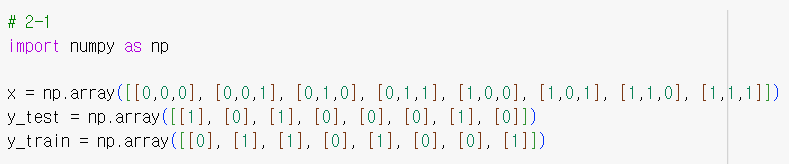 # 2-1
import numpy as np
x = np.array([[0,0,0], [0,0,1], [0,1,0], [0,1,1], [1,0,0], [1,0,1], [1,1,0], [1,1,1]])
y_test = np.array([[1], [0], [1], [0], [0], [0], [1], [0]])
y_train = np.array([[0], [1], [1], [0], [1], [0], [0], [1]])